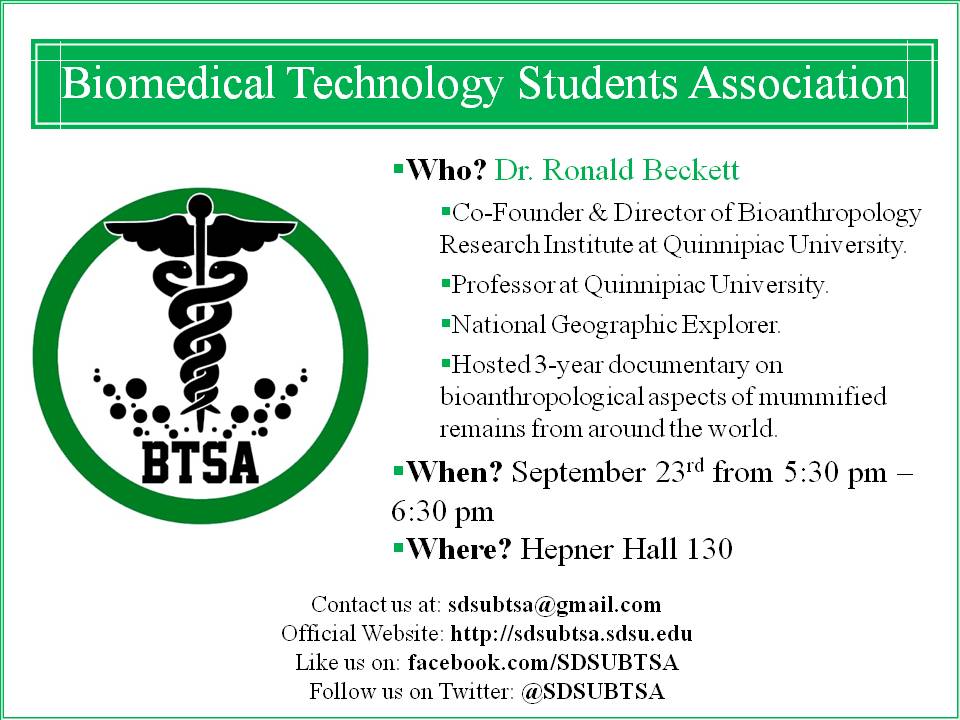 Biomedical Technology Students Association
▪Who? Dr. Ronald Beckett
▪Co-Founder & Director of Bioanthropology
Research Institute at Quinnipiac University.
▪Professor at Quinnipiac University.
▪National Geographic Explorer.
▪Hosted 3-year documentary on
bioanthropological aspects of mummified
remains from around the world.
▪When? September 23rd from 5:30 pm –
6:30 pm
▪Where? Hepner Hall 130
BTSA
Contact us at: sdsubtsa@gmail.com
Official Website: http://sdsubtsa.sdsu.edu
Like us on: facebook.com/SDSUBTSA
Follow us on Twitter: @SDSUBTSA